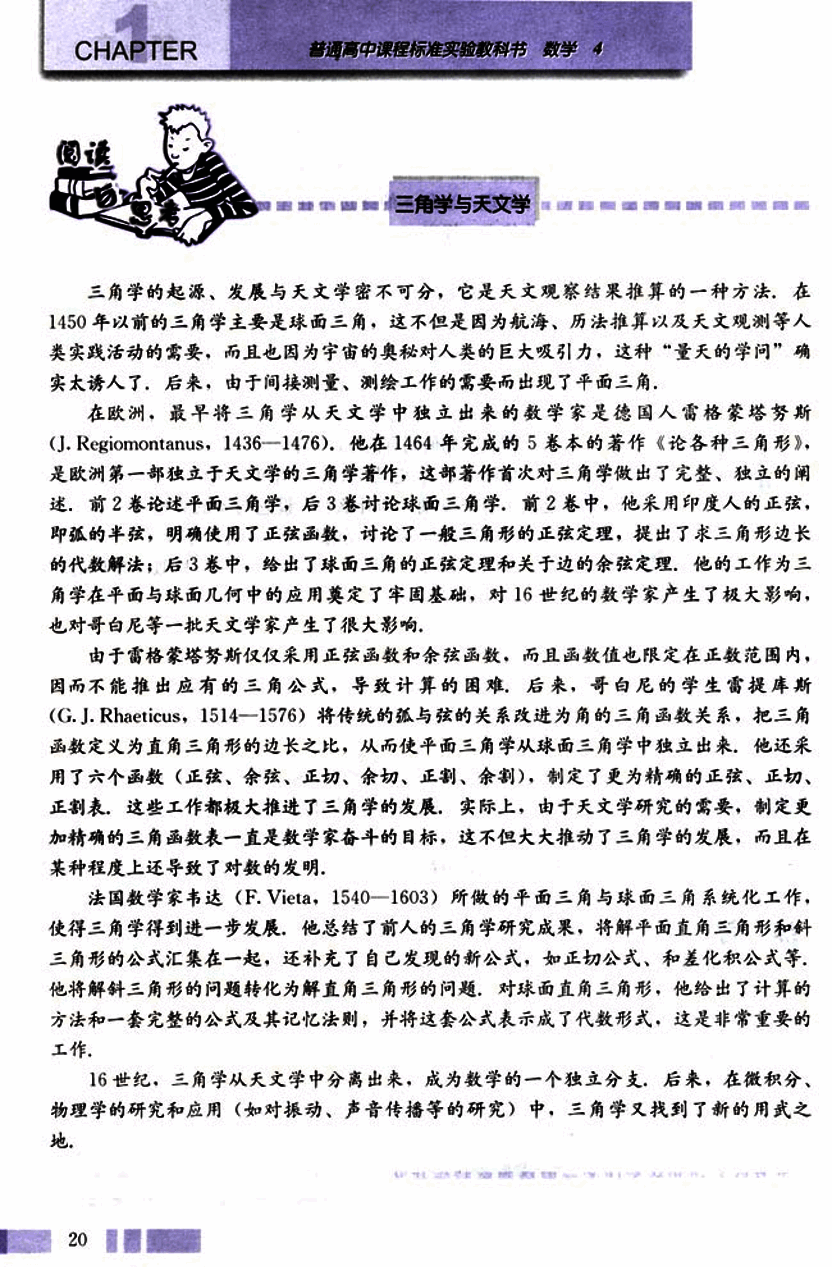 1
CHAPTER
普通高中课程标准实验教科书 数学 4
阅读
与思考
三角学与天文学
三角学的起源、发展与天文学密不可分，它是天文观察结果推算的一种方法．在
1450 年以前的三角学主要是球面三角，这不但是因为航海、历法推算以及天文观测等人
类实践活动的需要，而且也因为宇宙的奥秘对人类的巨大吸引力，这种“量天的学问”确
实太诱人了．后来，由于间接测量、测绘工作的需要而出现了平面三角．
在欧洲，最早将三角学从天文学中独立出来的数学家是德国人雷格蒙塔努斯
(J. Regiomontanus，1436—1476)．他在 1464 年完成的 5 卷本的著作《论各种三角形》，
是欧洲第一部独立于天文学的三角学著作，这部著作首次对三角学做出了完整、独立的阐
述．前 2 卷论述平面三角学，后 3 卷讨论球面三角学．前 2 卷中，他采用印度人的正弦，
即弧的半弦，明确使用了正弦函数，讨论了一般三角形的正弦定理，提出了求三角形边长
的代数解法；后 3 卷中，给出了球面三角的正弦定理和关于边的余弦定理．他的工作为三
角学在平面与球面几何中的应用奠定了牢固基础，对 16 世纪的数学家产生了极大影响，
也对哥白尼等一批天文学家产生了很大影响．
由于雷格蒙塔努斯仅仅采用正弦函数和余弦函数，而且函数值也限定在正数范围内，
因而不能推出应有的三角公式，导致计算的困难．后来，哥白尼的学生雷提库斯
(G. J. Rhaeticus，1514—1576）将传统的弧与弦的关系改进为角的三角函数关系，把三角
函数定义为直角三角形的边长之比，从而使平面三角学从球面三角学中独立出来．他还采
用了六个函数（正弦、余弦、正切、余切、正割、余割），制定了更为精确的正弦、正切、
正割表．这些工作都极大推进了三角学的发展．实际上，由于天文学研究的需要，制定更
加精确的三角函数表一直是数学家奋斗的目标，这不但大大推动了三角学的发展，而且在
某种程度上还导致了对数的发明．
法国数学家韦达（F. Vieta，1540—1603）所做的平面三角与球面三角系统化工作，
使得三角学得到进一步发展．他总结了前人的三角学研究成果，将解平面直角三角形和斜
三角形的公式汇集在一起，还补充了自己发现的新公式，如正切公式、和差化积公式等．
他将解斜三角形的问题转化为解直角三角形的问题．对球面直角三角形，他给出了计算的
方法和一套完整的公式及其记忆法则，并将这套公式表示成了代数形式，这是非常重要的
工作．
16 世纪，三角学从天文学中分离出来，成为数学的一个独立分支．后来，在微积分、
物理学的研究和应用（如对振动、声音传播等的研究）中，三角学又找到了新的用武之
地．
20